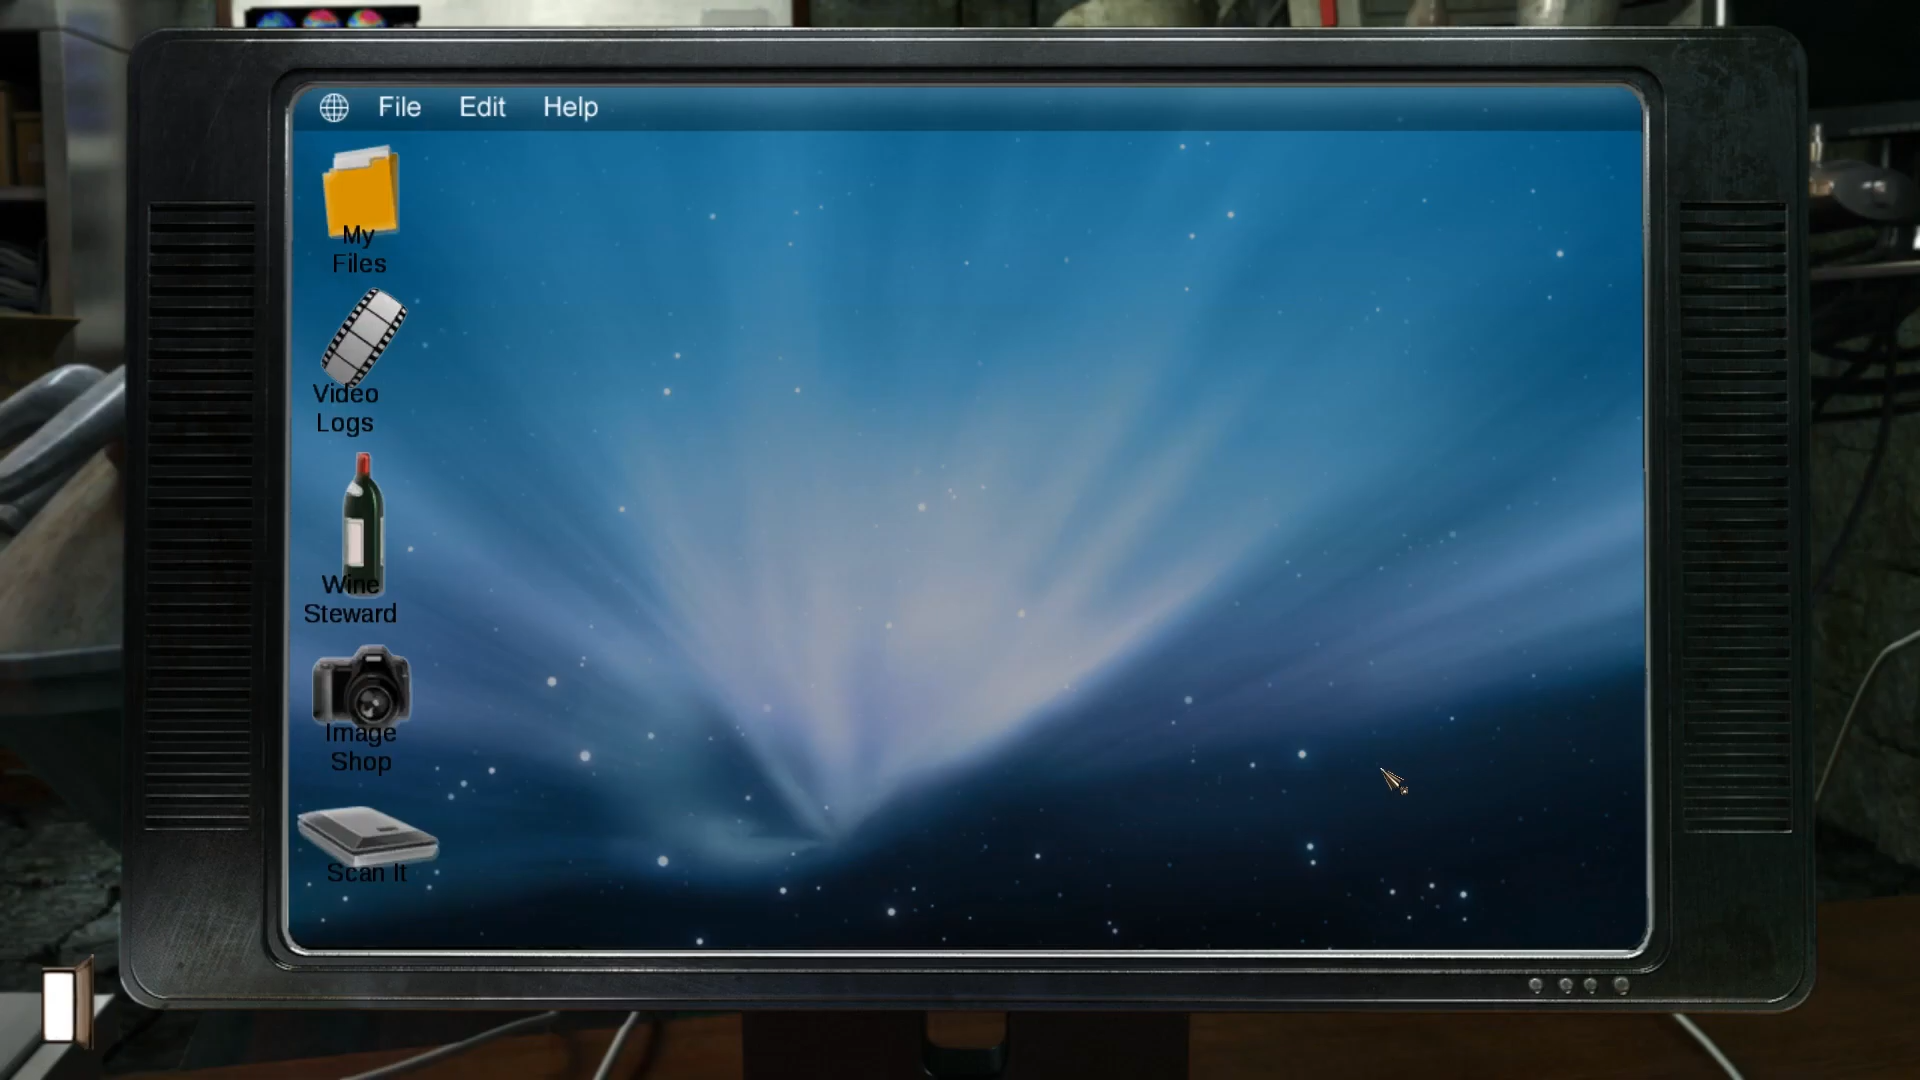 File Edit Help
My
Files
Video
Logs
Wine
Steward
Image
Shop
Scan It